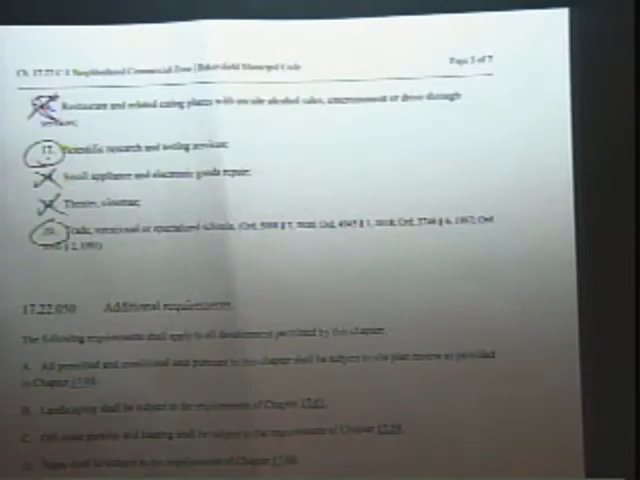 Ch. 17.22 C-1 Neighborhood Commercial Zone | Bakersfield Municipal Code
Page 5 of 7
Restaurant and related eating places with on-site alcohol sales, entertainment or drive-through
services;
17. Scientific research and testing services;
Small appliance and electronic goods repair;
Theater, cinema;
Trade, vocational or specialized schools. (Ord.
17.22.050 Additional requirements.
The following requirements shall apply to all development permitted by this chapter:
A. All permitted and conditional uses pursuant to this chapter shall be subject to site plan review as provided
in Chapter
B. Landscaping shall be subject to the requirements of Chapter
C. Off-street parking and loading shall be subject to the requirements of Chapter
D. Signs shall be subject to the requirements of Chapter